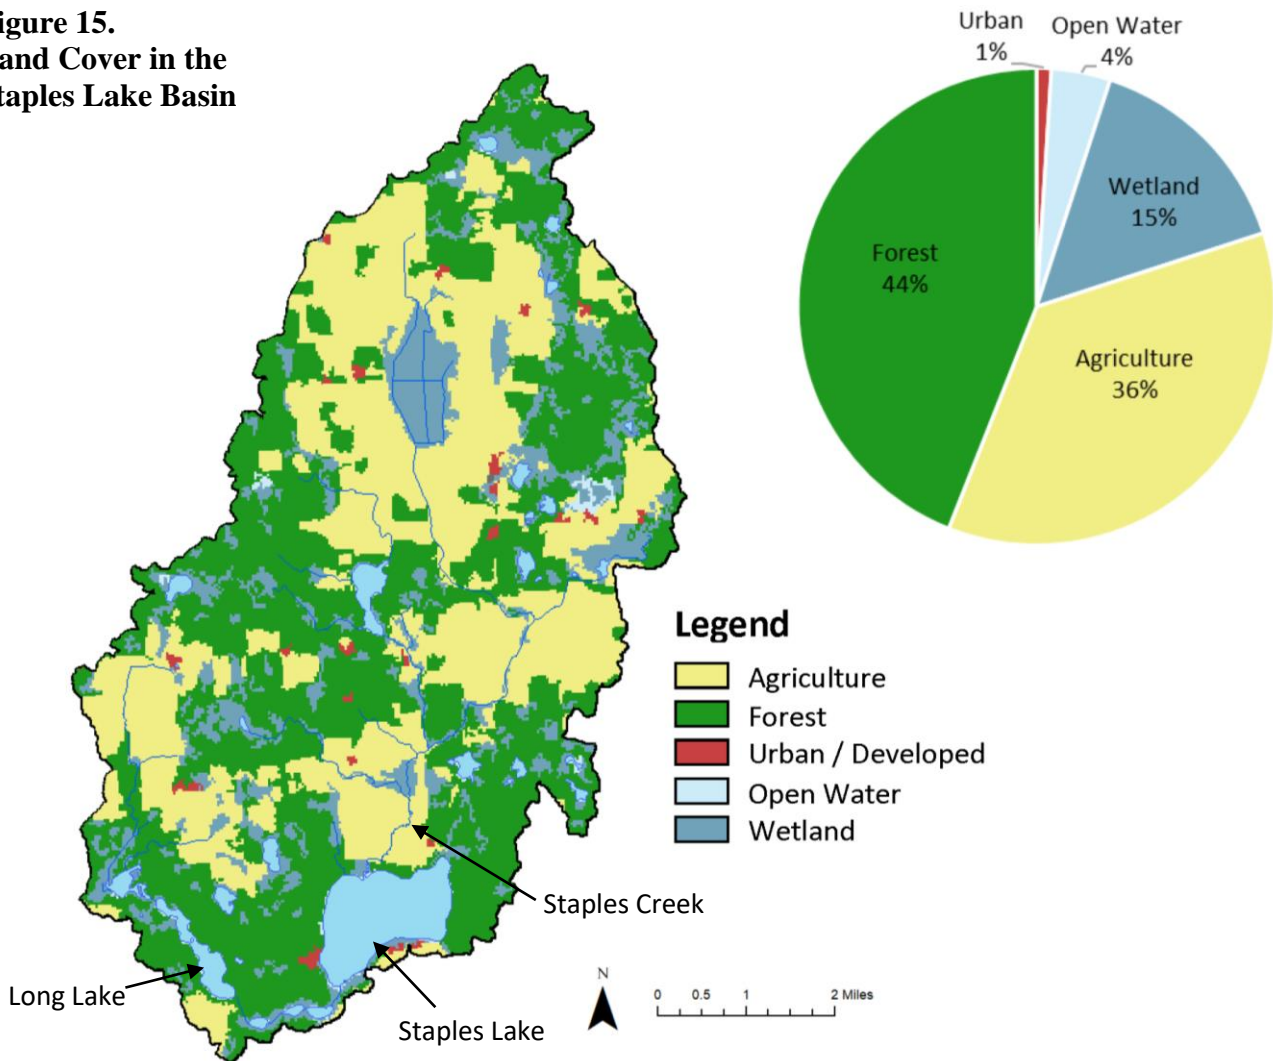 igure 15.
and Cover in the
taples Lake Basin
Urban
1%
Open Water
4%
Wetland
15%
Forest
44%
Agriculture
36%
Legend
Agriculture
Forest
Urban / Developed
Open Water
Wetland
Staples Creek
Long Lake
Staples Lake
N
0 0.5 1 2 Miles